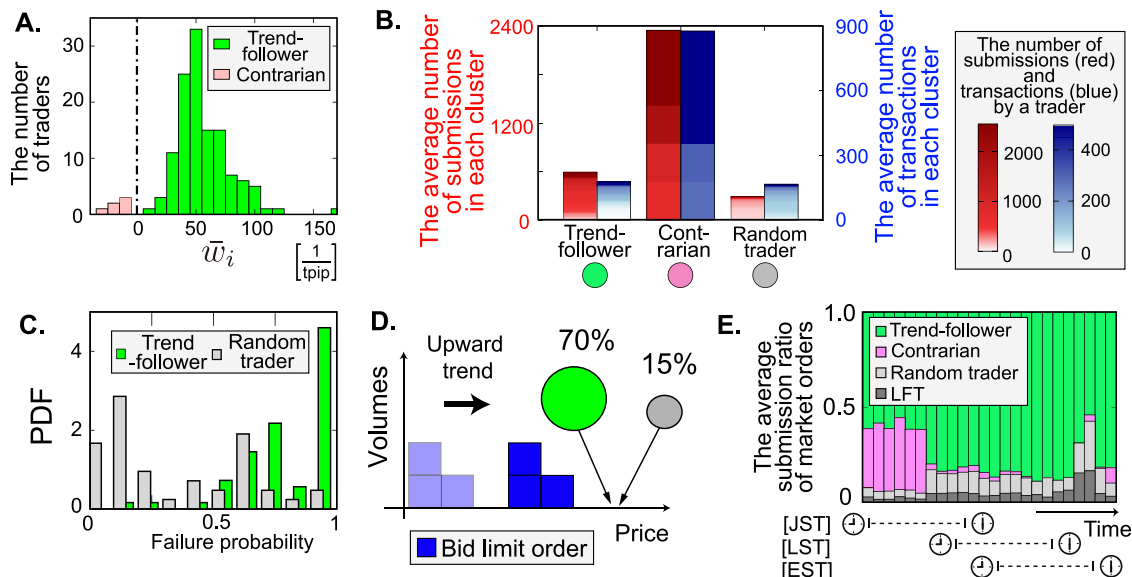 A.
The number
of traders
30
20
10
0
0
50
100
150
w̄ᵢ
[1/tpip]
Trend-
follower
Contrarian
B.
The average number
of submissions
in each cluster
2400
1200
0
Trend-
follower
Cont-
rarian
Random
trader
900
600
300
0
The average number
of transactions
in each cluster
The number of
submissions (red)
and
transactions (blue)
by a trader
2000
1000
0
400
200
0
C.
PDF
4
2
0
0
0.5
1
Failure probability
Trend
-follower
Random
trader
D.
Volumes
Upward
trend
70%
15%
Price
Bid limit order
E.
The average
submission ratio
of market orders
1.0
0.5
0
Trend-follower
Contrarian
Random trader
LFT
Time
[JST]
[LST]
[EST]